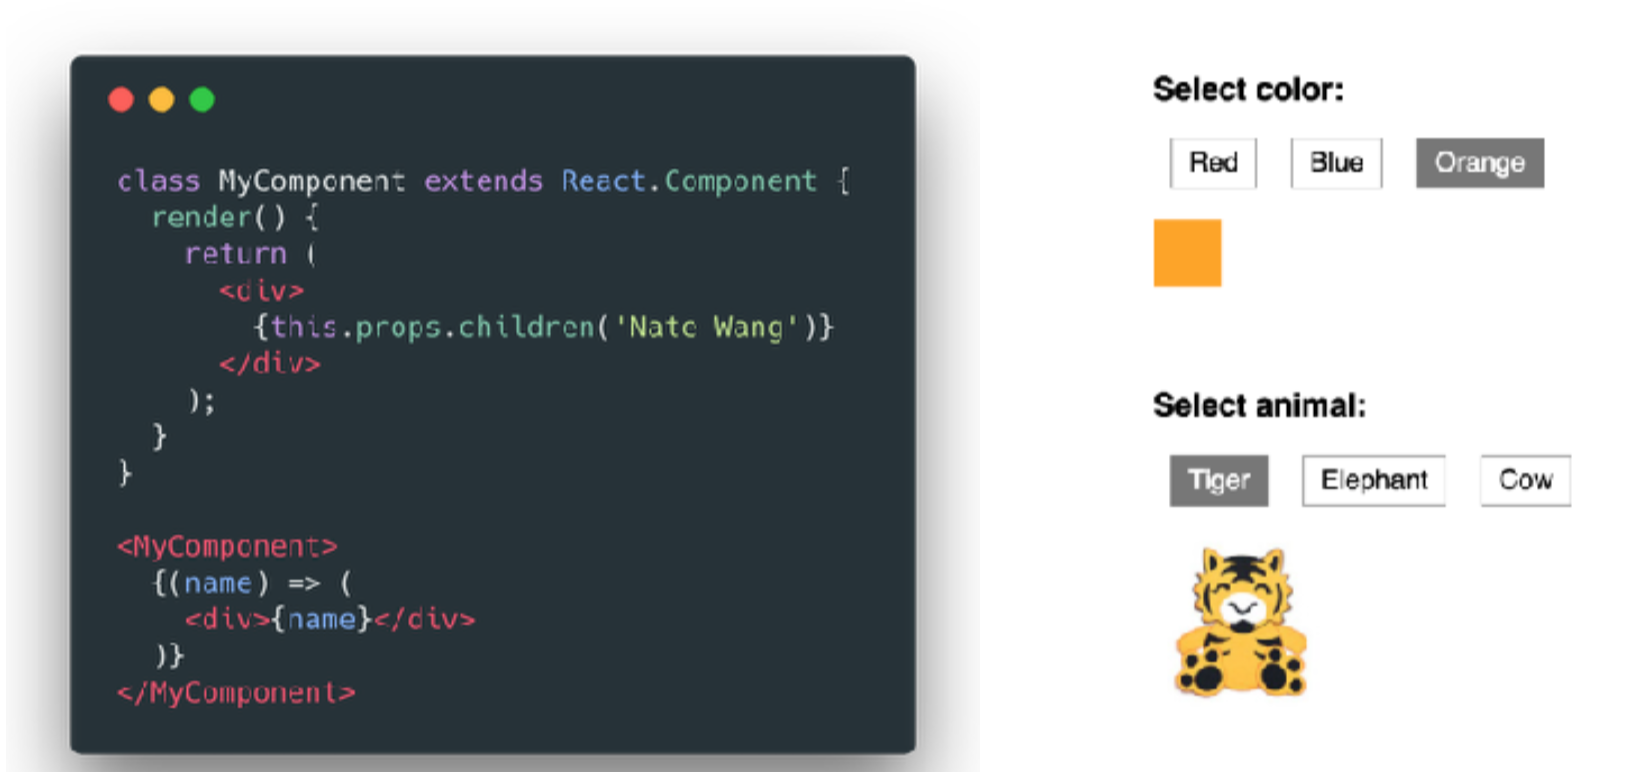 class MyComponent extends React.Component {
  render() {
    return (
      <div>
        {this.props.children('Nate Wang')}
      </div>
    );
  }
}
<MyComponent>
  {(name) => (
    <div>{name}</div>
  )}
</MyComponent>
Select color:
Red Blue Orange
Select animal:
Tiger Elephant Cow